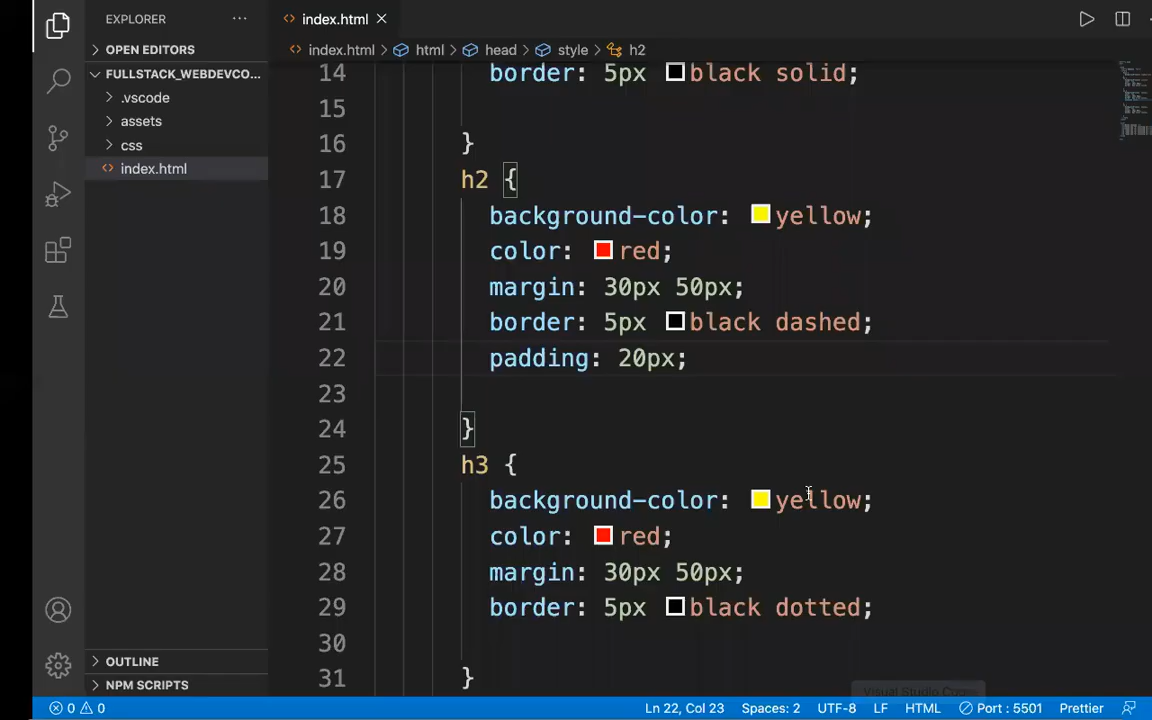 EXPLORER
index.html
OPEN EDITORS
index.html html head style h2
FULLSTACK_WEBDEVCO...
.vscode
assets
css
index.html
14 border: 5px black solid;
15
16 }
17 h2 {
18 background-color: yellow;
19 color: red;
20 margin: 30px 50px;
21 border: 5px black dashed;
22 padding: 20px;
23
24 }
25 h3 {
26 background-color: yellow;
27 color: red;
28 margin: 30px 50px;
29 border: 5px black dotted;
30
31 }
OUTLINE
NPM SCRIPTS
Visual Studio Code
0 0 Ln 22, Col 23 Spaces: 2 UTF-8 LF HTML Port : 5501 Prettier